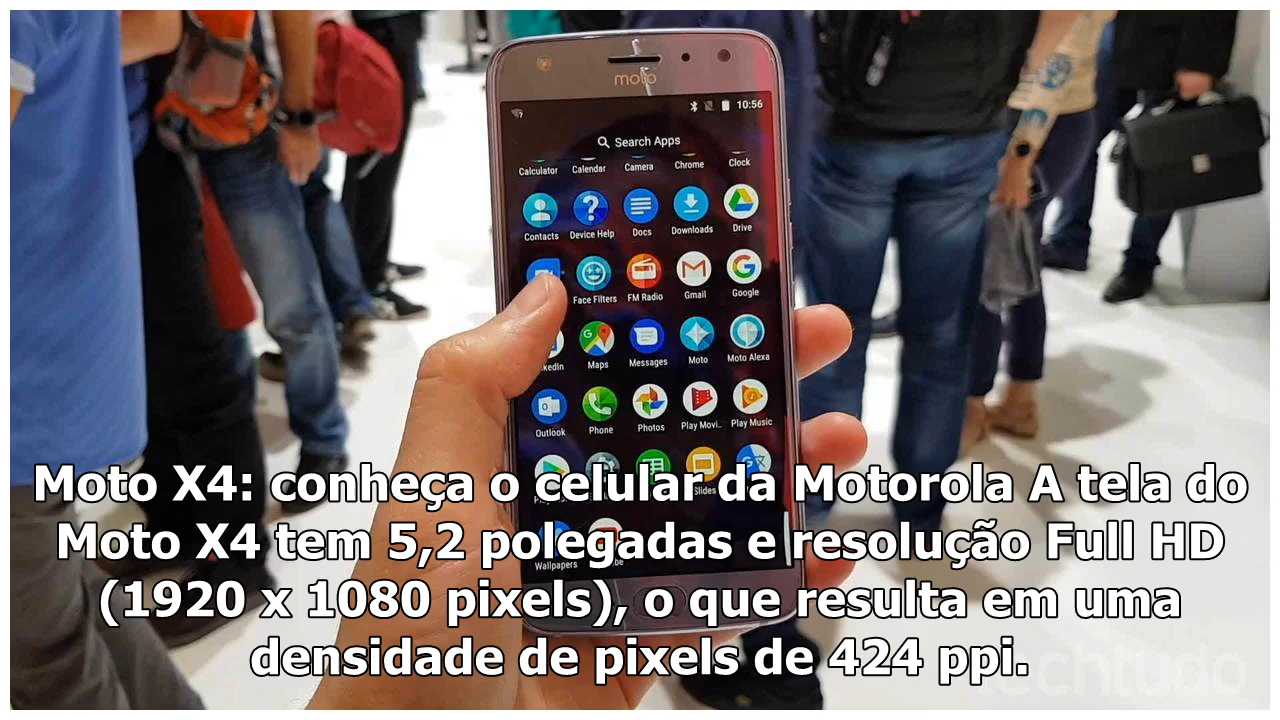 moto
10:56
Search Apps
Calculator Calendar Camera Chrome Clock
Contacts Device Help Docs Downloads Drive
Face Filters FM Radio Gmail Google
Maps Messages Moto Moto Alexa
Outlook Phone Photos Play Movi.. Play Music
Slides
Wallpapers
Moto X4: conheça o celular da Motorola A tela do
Moto X4 tem 5,2 polegadas e resolução Full HD
(1920 x 1080 pixels), o que resulta em uma
densidade de pixels de 424 ppi.
techtudo